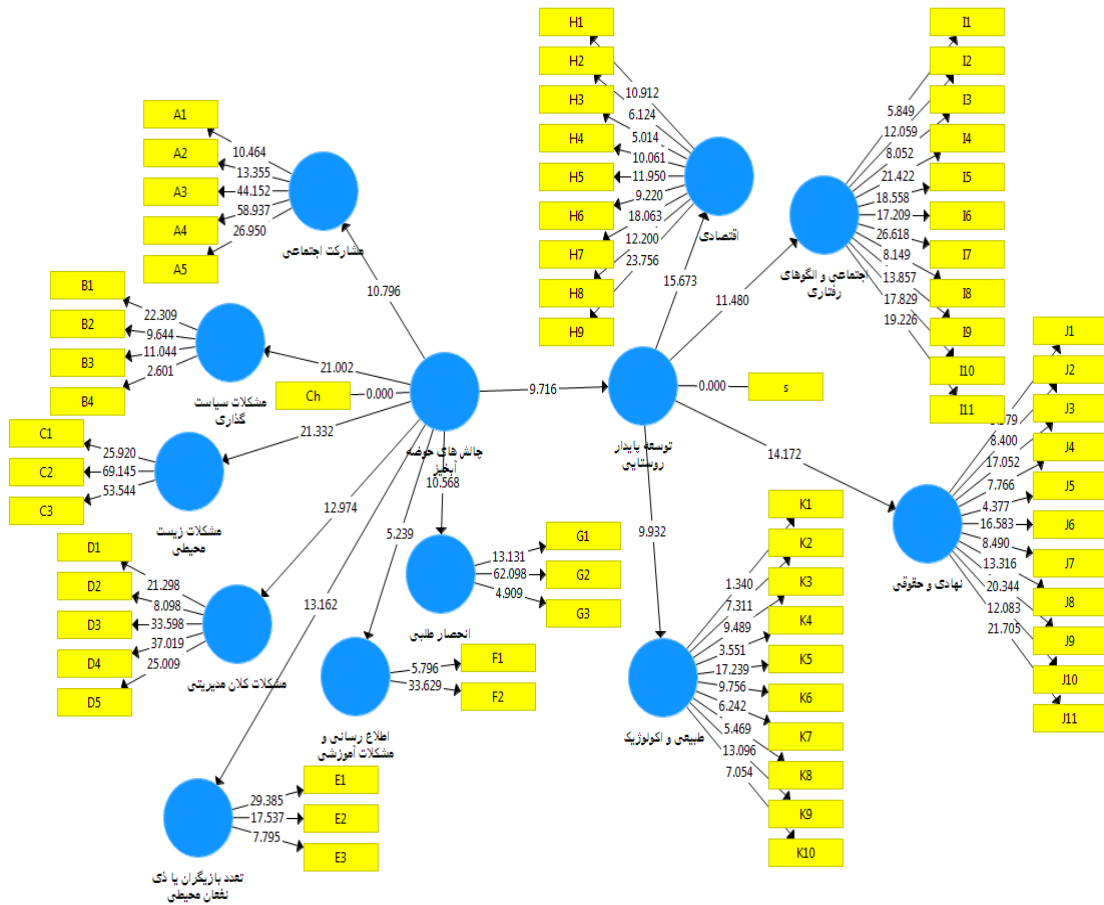 A1
A2
A3
A4
A5
10.464
13.355
44.152
58.937
26.950
مشارکت اجتماعی
10.796
B1
B2
B3
B4
22.309
9.644
11.044
2.601
مشکلات سیاست
گذاری
21.002
C1
C2
C3
25.920
69.145
53.544
مشکلات زیست
محیطی
21.332
D1
D2
D3
D4
D5
21.298
8.098
33.598
37.019
25.009
مشکلات کلان مدیریتی
12.974
E1
E2
E3
29.385
17.537
7.795
تعدد بازیگران یا ذی
نفعان محیطی
13.162
F1
F2
5.796
33.629
اطلاع رسانی و
مشکلات آموزشی
5.239
G1
G2
G3
13.131
62.098
4.909
انحصار طلبی
10.568
Ch
0.000
چالش های حوضه
آبخیز
9.716
توسعه پایدار
روستایی
0.000
s
H1
H2
H3
H4
H5
H6
H7
H8
H9
10.912
6.124
5.014
10.061
11.950
9.220
18.063
12.200
23.756
اقتصادی
15.673
I1
I2
I3
I4
I5
I6
I7
I8
I9
I10
I11
5.849
12.059
8.052
21.422
18.558
17.209
26.618
8.149
13.857
17.829
19.226
اجتماعی و الگوهای
رفتاری
11.480
J1
J2
J3
J4
J5
J6
J7
J8
J9
J10
J11
8.400
17.052
7.766
4.377
16.583
8.490
13.316
20.344
12.083
21.705
نهادی و حقوقی
14.172
K1
K2
K3
K4
K5
K6
K7
K8
K9
K10
1.340
7.311
9.489
3.551
17.239
9.756
6.242
5.469
13.096
7.054
طبیعی و اکولوژیک
9.932